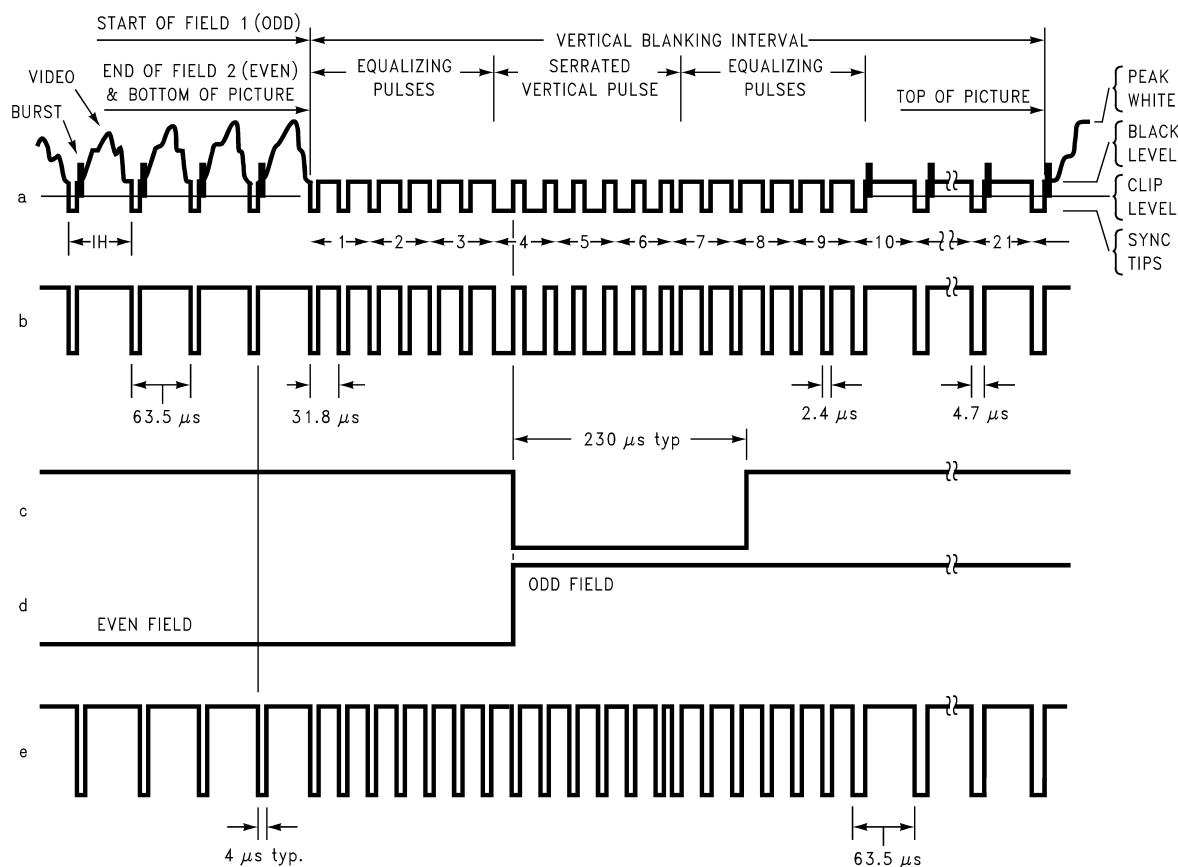 START OF FIELD 1 (ODD)
VERTICAL BLANKING INTERVAL
VIDEO
END OF FIELD 2 (EVEN)
& BOTTOM OF PICTURE
EQUALIZING
PULSES
SERRATED
VERTICAL PULSE
EQUALIZING
PULSES
TOP OF PICTURE
PEAK
WHITE
BURST
BLACK
LEVEL
a
CLIP
LEVEL
IH
1 2 3 4 5 6 7 8 9 10 21
SYNC
TIPS
b
63.5 μs
31.8 μs
2.4 μs
4.7 μs
230 μs typ
c
ODD FIELD
d
EVEN FIELD
e
4 μs typ.
63.5 μs